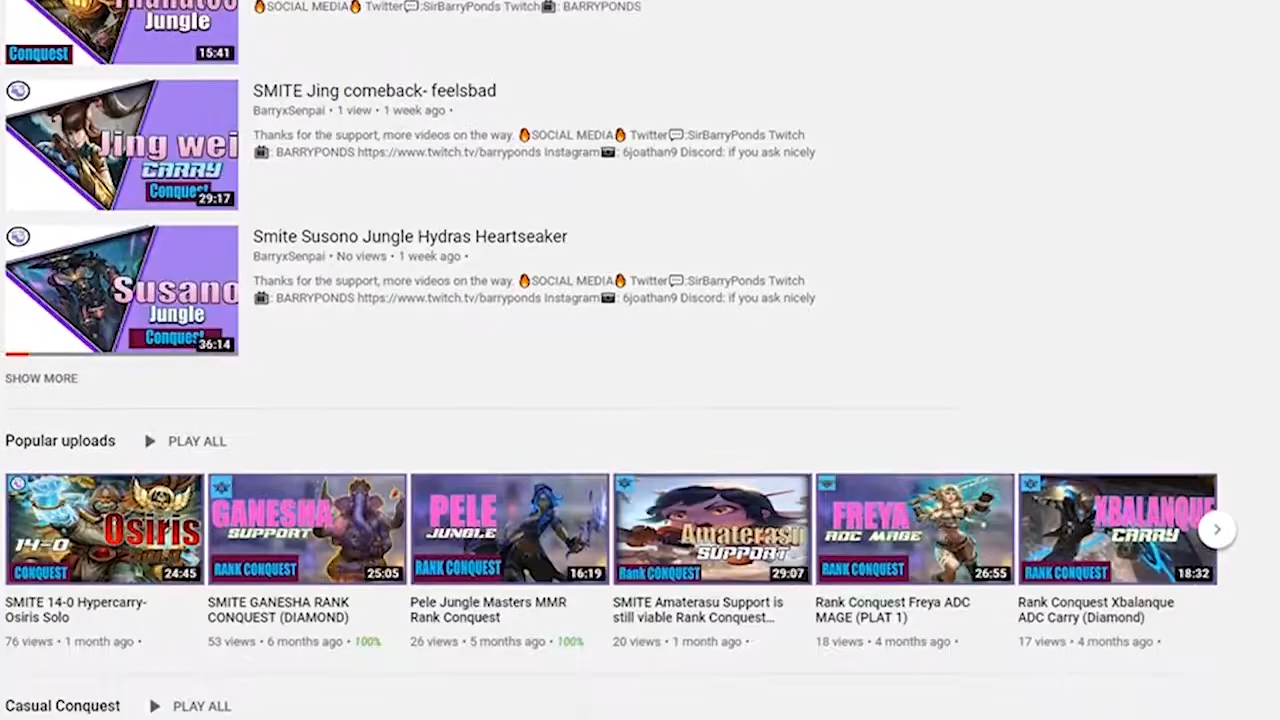 🔥SOCIAL MEDIA🔥 Twitter💬:SirBarryPonds Twitch📺: BARRYPONDS
Jungle
Conquest
15:41
SMITE Jing comeback- feelsbad
BarryxSenpai • 1 view • 1 week ago •
Thanks for the support, more videos on the way. 🔥SOCIAL MEDIA🔥 Twitter💬:SirBarryPonds Twitch
📺: BARRYPONDS https://www.twitch.tv/barryponds Instagram📷: 6joathan9 Discord: if you ask nicely
Jing wei
CARRY
Conquest
29:17
Smite Susono Jungle Hydras Heartseaker
BarryxSenpai • No views • 1 week ago •
Thanks for the support, more videos on the way. 🔥SOCIAL MEDIA🔥 Twitter💬:SirBarryPonds Twitch
📺: BARRYPONDS https://www.twitch.tv/barryponds Instagram📷: 6joathan9 Discord: if you ask nicely
Susano
Jungle
Conquest
36:14
SHOW MORE
Popular uploads ▶ PLAY ALL
Osiris
14-0
CONQUEST
24:45
SMITE 14-0 Hypercarry-
Osiris Solo
76 views • 1 month ago •
GANESHA
SUPPORT
RANK CONQUEST
25:05
SMITE GANESHA RANK
CONQUEST (DIAMOND)
53 views • 6 months ago • 100%
PELE
JUNGLE
RANK CONQUEST
16:19
Pele Jungle Masters MMR
Rank Conquest
26 views • 5 months ago • 100%
Amaterasu
SUPPORT
Rank CONQUEST
29:07
SMITE Amaterasu Support is
still viable Rank Conquest...
20 views • 1 month ago •
FREYA
ADC MAGE
RANK CONQUEST
26:55
Rank Conquest Freya ADC
MAGE (PLAT 1)
18 views • 4 months ago •
XBALANQUE
CARRY
RANK CONQUEST
18:32
Rank Conquest Xbalanque
ADC Carry (Diamond)
17 views • 4 months ago •
Casual Conquest ▶ PLAY ALL